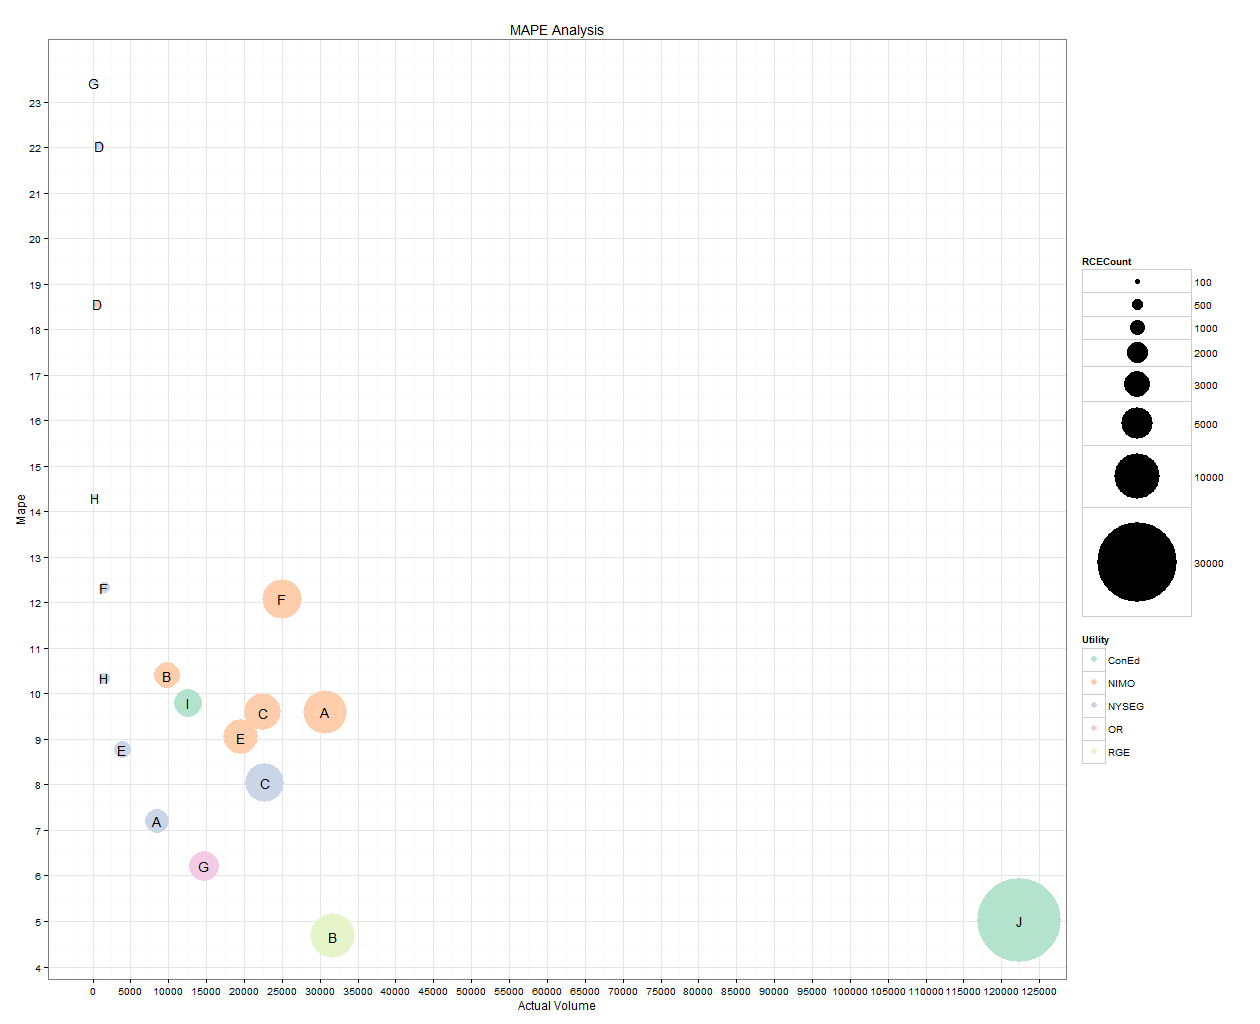 MAPE Analysis
G
23
D
22
21
20
19
D
18
17
16
15
H
14
13
F
F
12
11
B
H
10
I
C
A
E
E
9
C
8
A
7
G
6
J
5
B
4
Mape
0 5000 10000 15000 20000 25000 30000 35000 40000 45000 50000 55000 60000 65000 70000 75000 80000 85000 90000 95000 100000 105000 110000 115000 120000 125000
Actual Volume
RCECount
100
500
1000
2000
3000
5000
10000
30000
Utility
ConEd
NIMO
NYSEG
OR
RGE